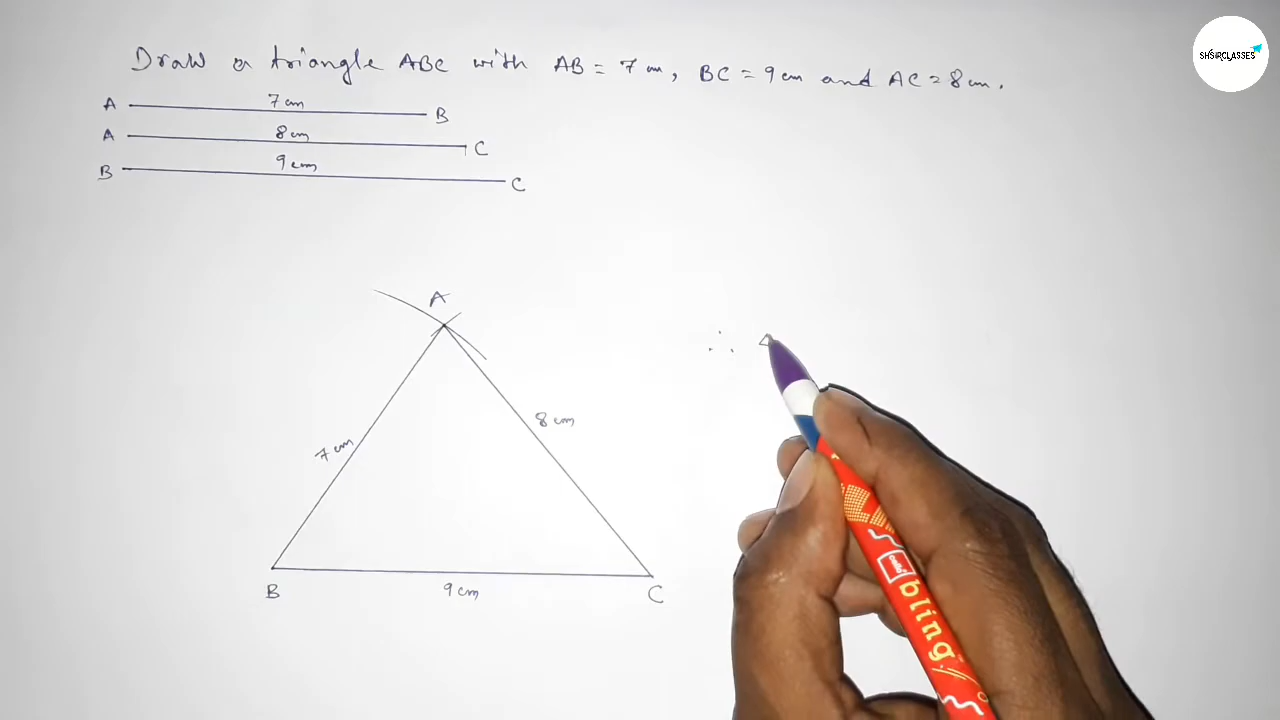 Draw a triangle ABC with AB = 7 cm, BC = 9 cm and AC = 8 cm.
SHSIRCLASSES
A 7 cm B
A 8 cm C
B 9 cm C
A
7 cm 8 cm
B 9 cm C
∴ △
cello
bling